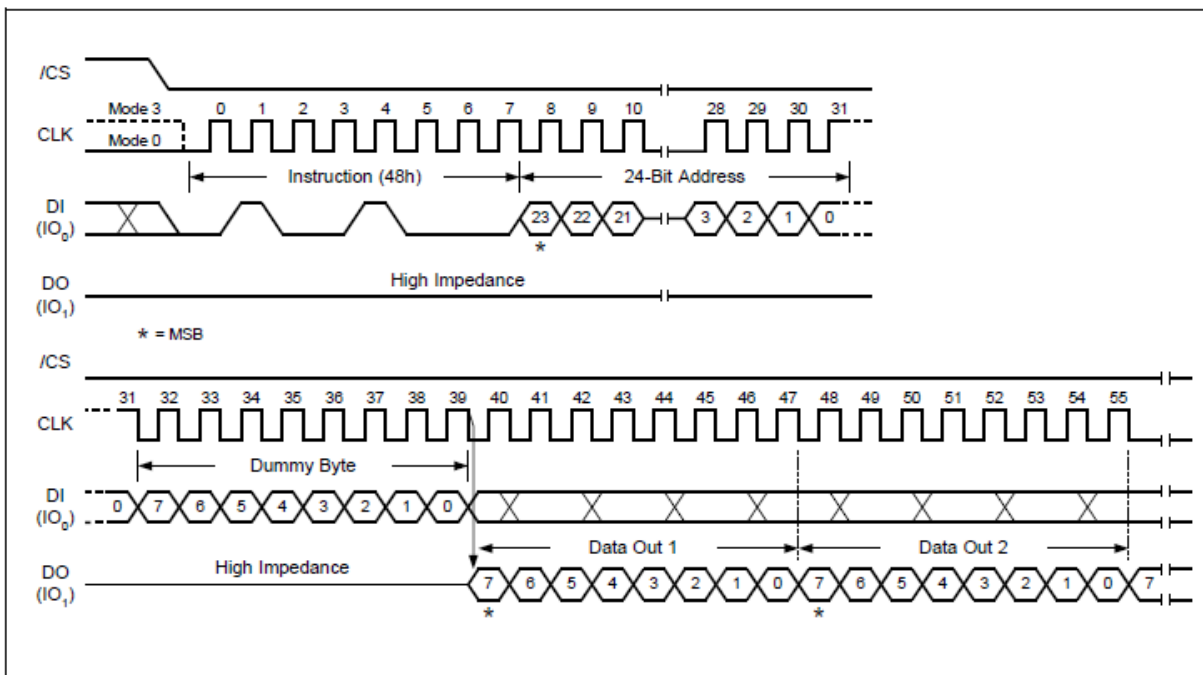 /CS
Mode 3 0 1 2 3 4 5 6 7 8 9 10 28 29 30 31
CLK
Mode 0
Instruction (48h) 24-Bit Address
DI
(IO0)
23 22 21 3 2 1 0
*
DO
(IO1)
High Impedance
* = MSB
/CS
31 32 33 34 35 36 37 38 39 40 41 42 43 44 45 46 47 48 49 50 51 52 53 54 55
CLK
Dummy Byte
DI
(IO0)
0 7 6 5 4 3 2 1 0
Data Out 1 Data Out 2
DO
(IO1)
High Impedance
7 6 5 4 3 2 1 0 7 6 5 4 3 2 1 0 7
* *